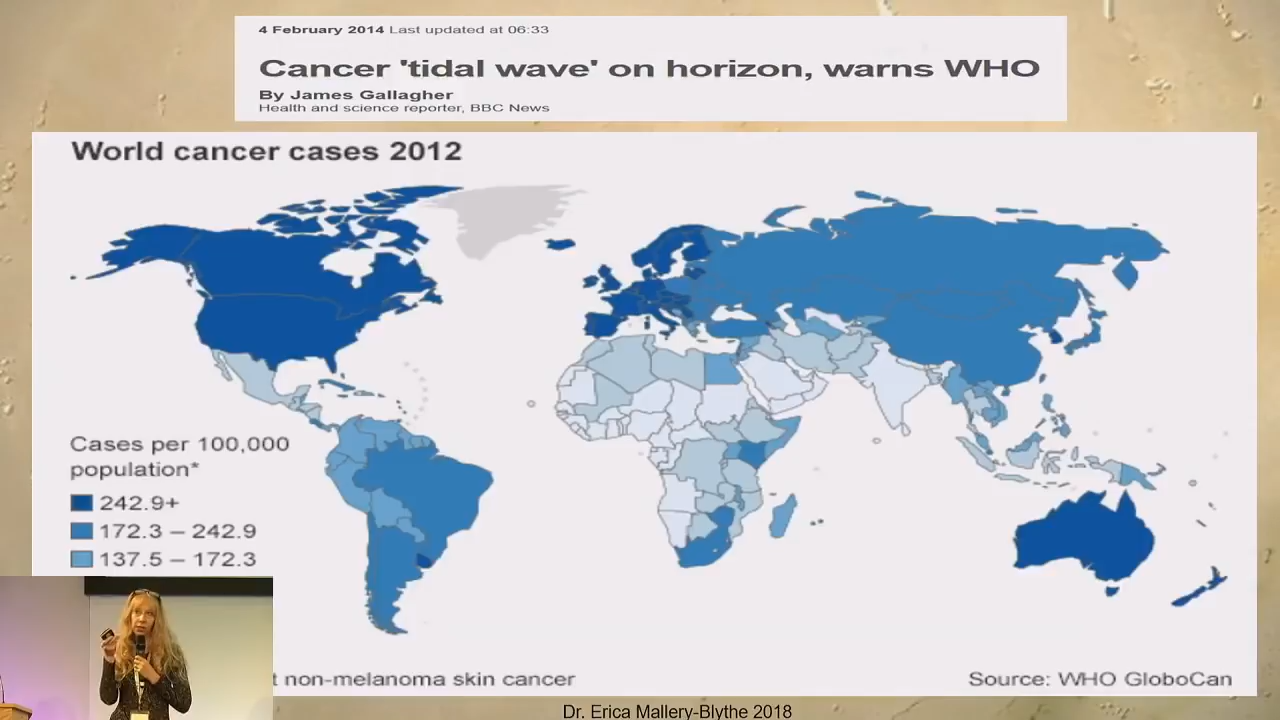 4 February 2014 Last updated at 06:33
Cancer 'tidal wave' on horizon, warns WHO
By James Gallagher
Health and science reporter, BBC News
World cancer cases 2012
Cases per 100,000
population*
242.9+
172.3 – 242.9
137.5 – 172.3
t non-melanoma skin cancer
Source: WHO GloboCan
Dr. Erica Mallery-Blythe 2018